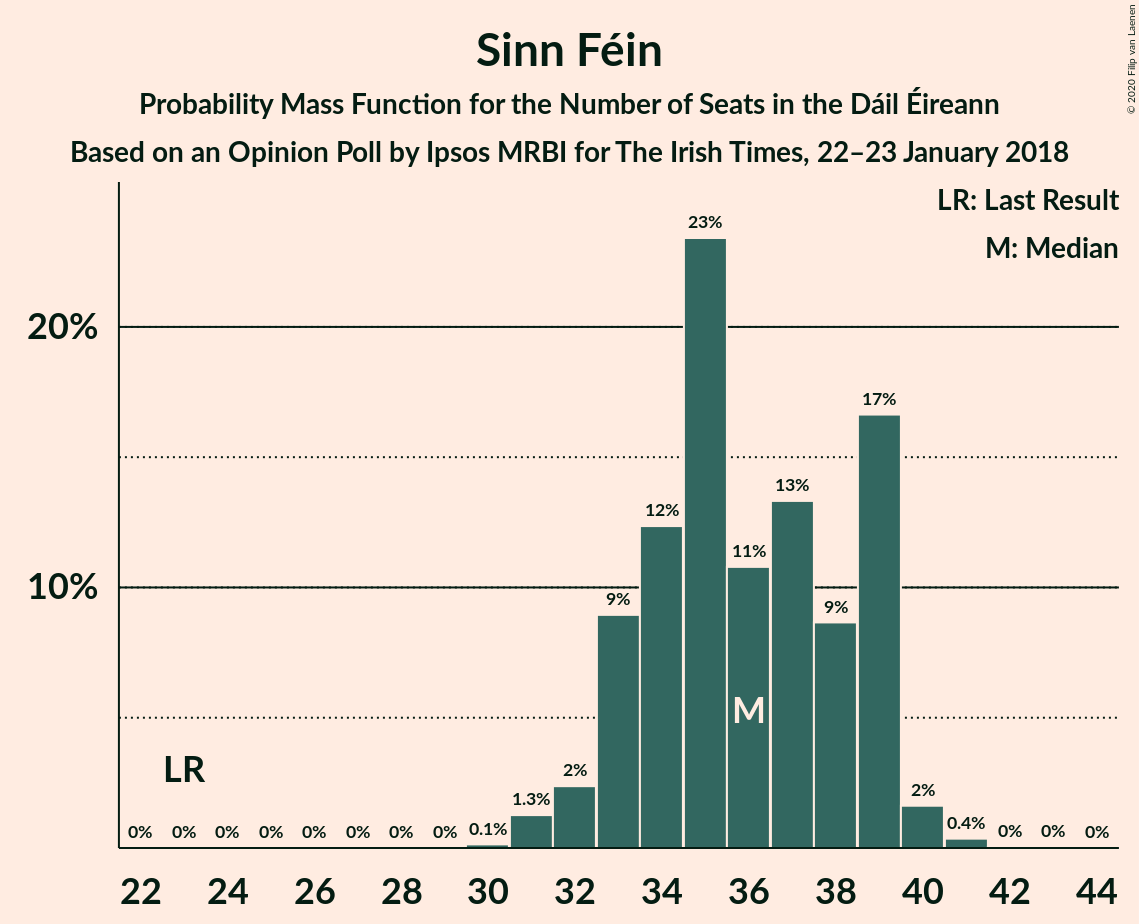 Sinn Féin
Probability Mass Function for the Number of Seats in the Dáil Éireann
Based on an Opinion Poll by Ipsos MRBI for The Irish Times, 22–23 January 2018
© 2020 Filip van Laenen
LR: Last Result
M: Median
23%
20%
17%
13%
12%
11%
10%
9%
9%
M
LR
2%
1.3%
2%
0% 0% 0% 0% 0% 0% 0% 0% 0.1% 0.4% 0% 0% 0%
22 24 26 28 30 32 34 36 38 40 42 44